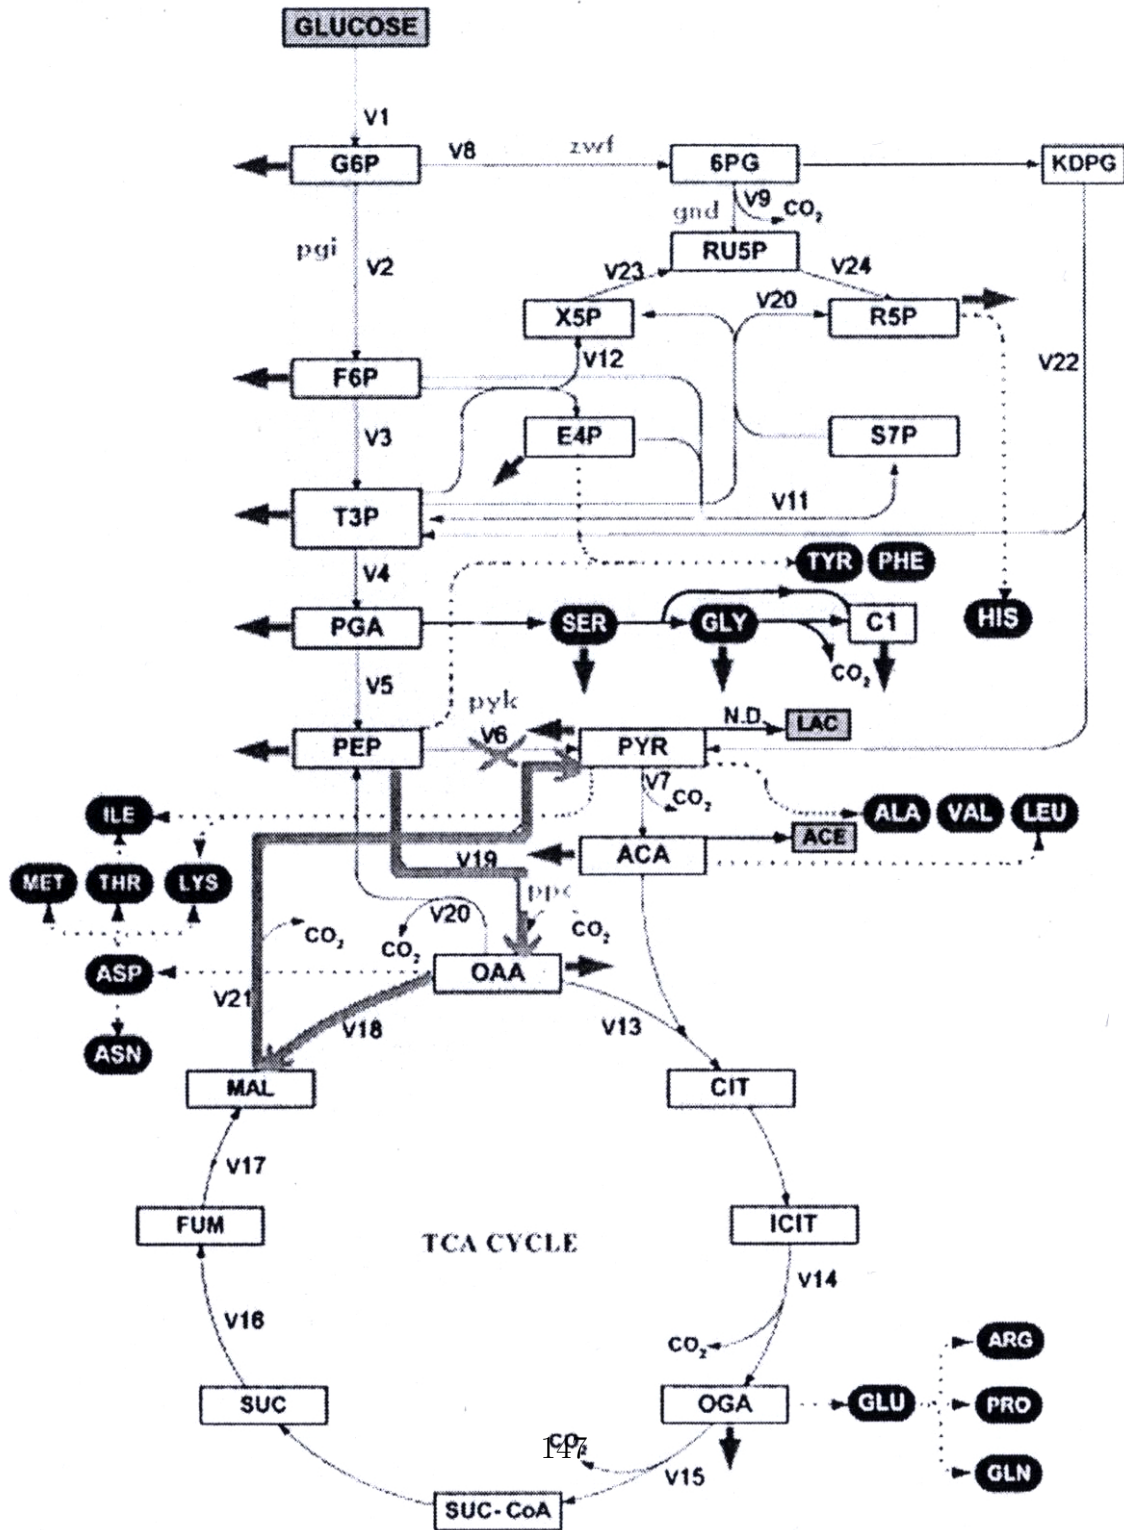 GLUCOSE
V1
G6P
V8
zwf
6PG
KDPG
V9
CO2
gnd
RU5P
pgi
V2
V23
V24
X5P
V20
R5P
F6P
V12
V22
V3
E4P
S7P
T3P
V11
V4
TYR
PHE
PGA
SER
GLY
C1
HIS
CO2
V5
pyk
N.D
LAC
PEP
V6
PYR
V7
CO2
ILE
ALA
VAL
LEU
ACE
ACA
V19
MET
THR
LYS
ppc
V20
CO2
CO2
CO2
ASP
OAA
V21
V18
V13
ASN
MAL
CIT
V17
FUM
ICIT
TCA CYCLE
V14
V16
CO2
ARG
SUC
OGA
GLU
PRO
CO2
147
V15
GLN
SUC-CoA